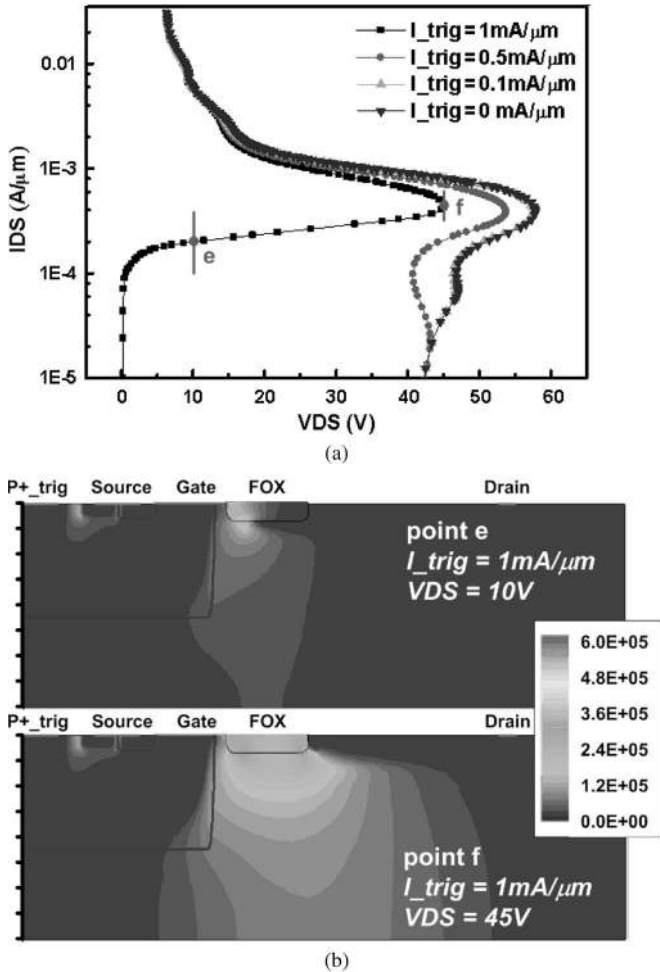 I_trig = 1mA/μm
I_trig = 0.5mA/μm
I_trig = 0.1mA/μm
I_trig = 0 mA/μm
0.01
1E-3
1E-4
1E-5
IDS (A/μm)
e
f
0 10 20 30 40 50 60
VDS (V)
(a)
P+_trig Source Gate FOX Drain
point e
I_trig = 1mA/μm
VDS = 10V
6.0E+05
4.8E+05
3.6E+05
2.4E+05
1.2E+05
0.0E+00
P+_trig Source Gate FOX Drain
point f
I_trig = 1mA/μm
VDS = 45V
(b)